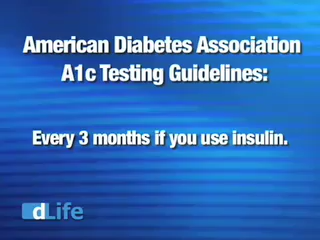 American Diabetes Association
A1c Testing Guidelines:
Every 3 months if you use insulin.
dLife